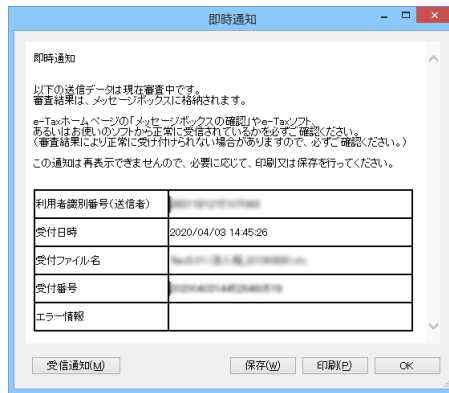 即時通知
即時通知
以下の送信データは現在審査中です。
審査結果は、メッセージボックスに格納されます。
e-Taxホームページの「メッセージボックスの確認」やe-Taxソフト、
あるいはお使いのソフトから正常に受信されているかを必ずご確認ください。
（審査結果により正常に受け付けられない場合がありますので、必ずご確認ください。）
この通知は再表示できませんので、必要に応じて、印刷又は保存を行ってください。
利用者識別番号(送信者)
受付日時 2020/04/03 14:45:26
受付ファイル名
受付番号
エラー情報
受信通知(M) 保存(W) 印刷(P) OK